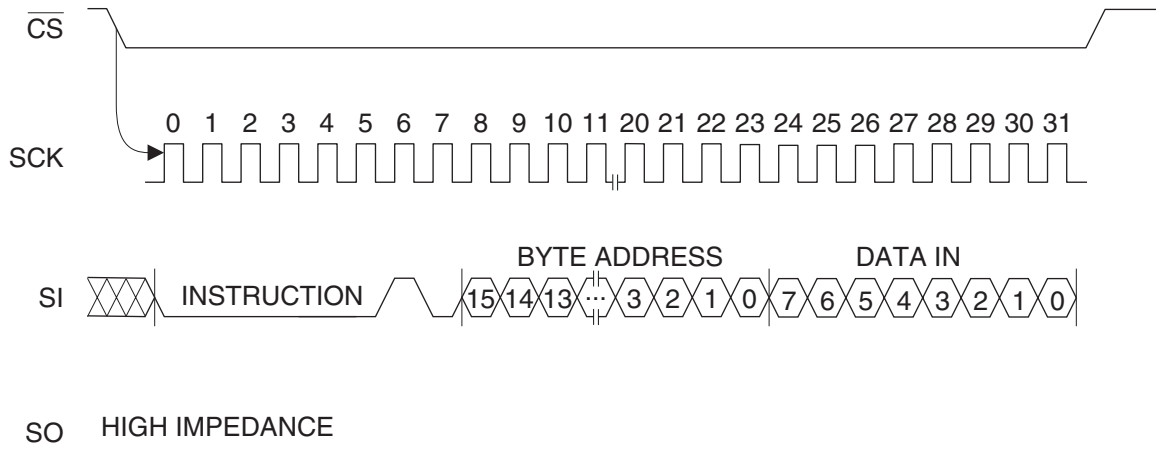 CS
0 1 2 3 4 5 6 7 8 9 10 11 20 21 22 23 24 25 26 27 28 29 30 31
SCK
BYTE ADDRESS DATA IN
SI INSTRUCTION 15 14 13 ... 3 2 1 0 7 6 5 4 3 2 1 0
SO HIGH IMPEDANCE